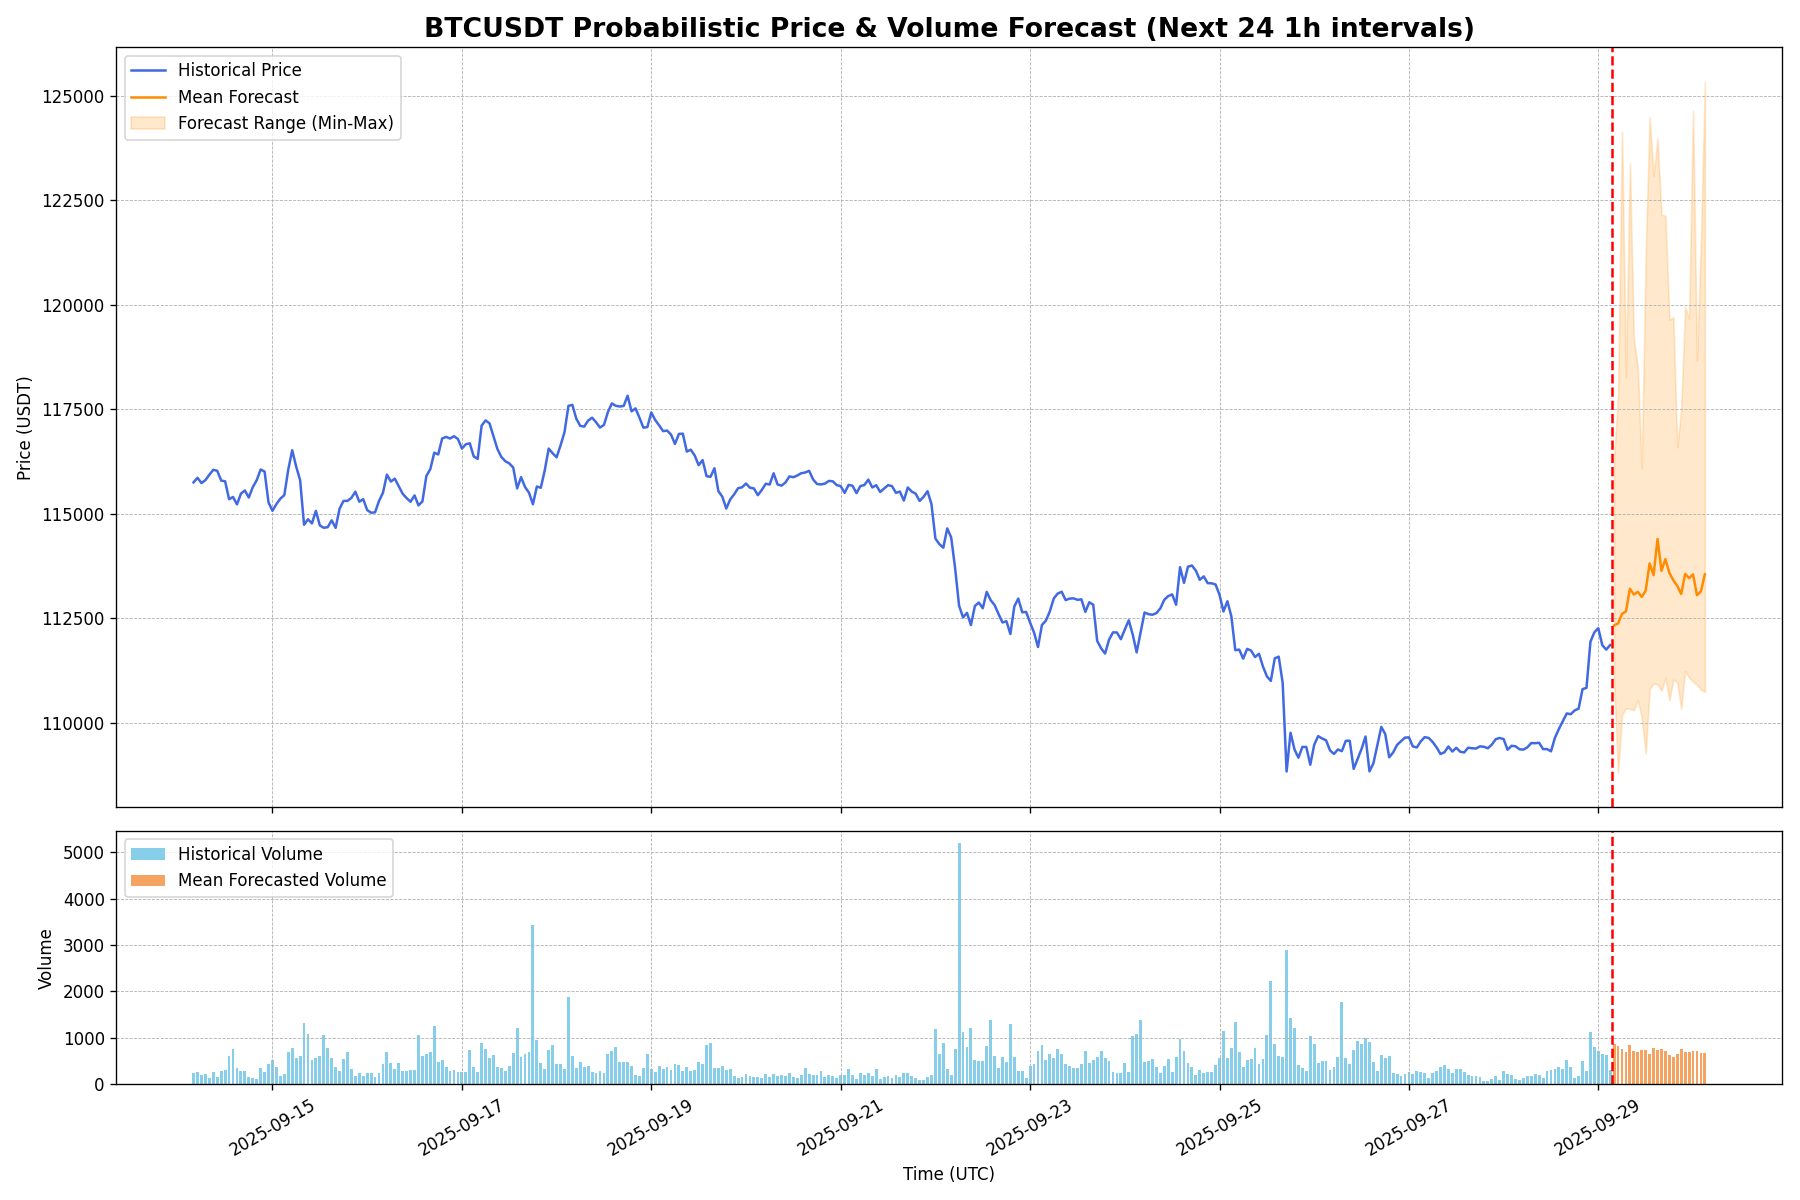 BTCUSDT Probabilistic Price & Volume Forecast (Next 24 1h intervals)
Historical Price
Mean Forecast
Forecast Range (Min-Max)
125000
122500
120000
117500
115000
112500
110000
Price (USDT)
Historical Volume
Mean Forecasted Volume
5000
4000
3000
2000
1000
0
Volume
2025-09-15
2025-09-17
2025-09-19
2025-09-21
2025-09-23
2025-09-25
2025-09-27
2025-09-29
Time (UTC)